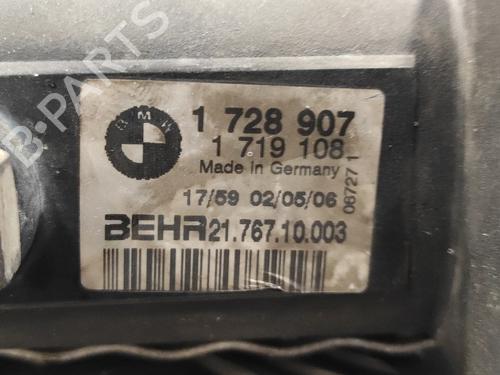 B-PARTS
BMW
1 728 907
1 719 108
Made in Germany
17/59 02/05/06
08727 1
BEHR 21.767.10.003